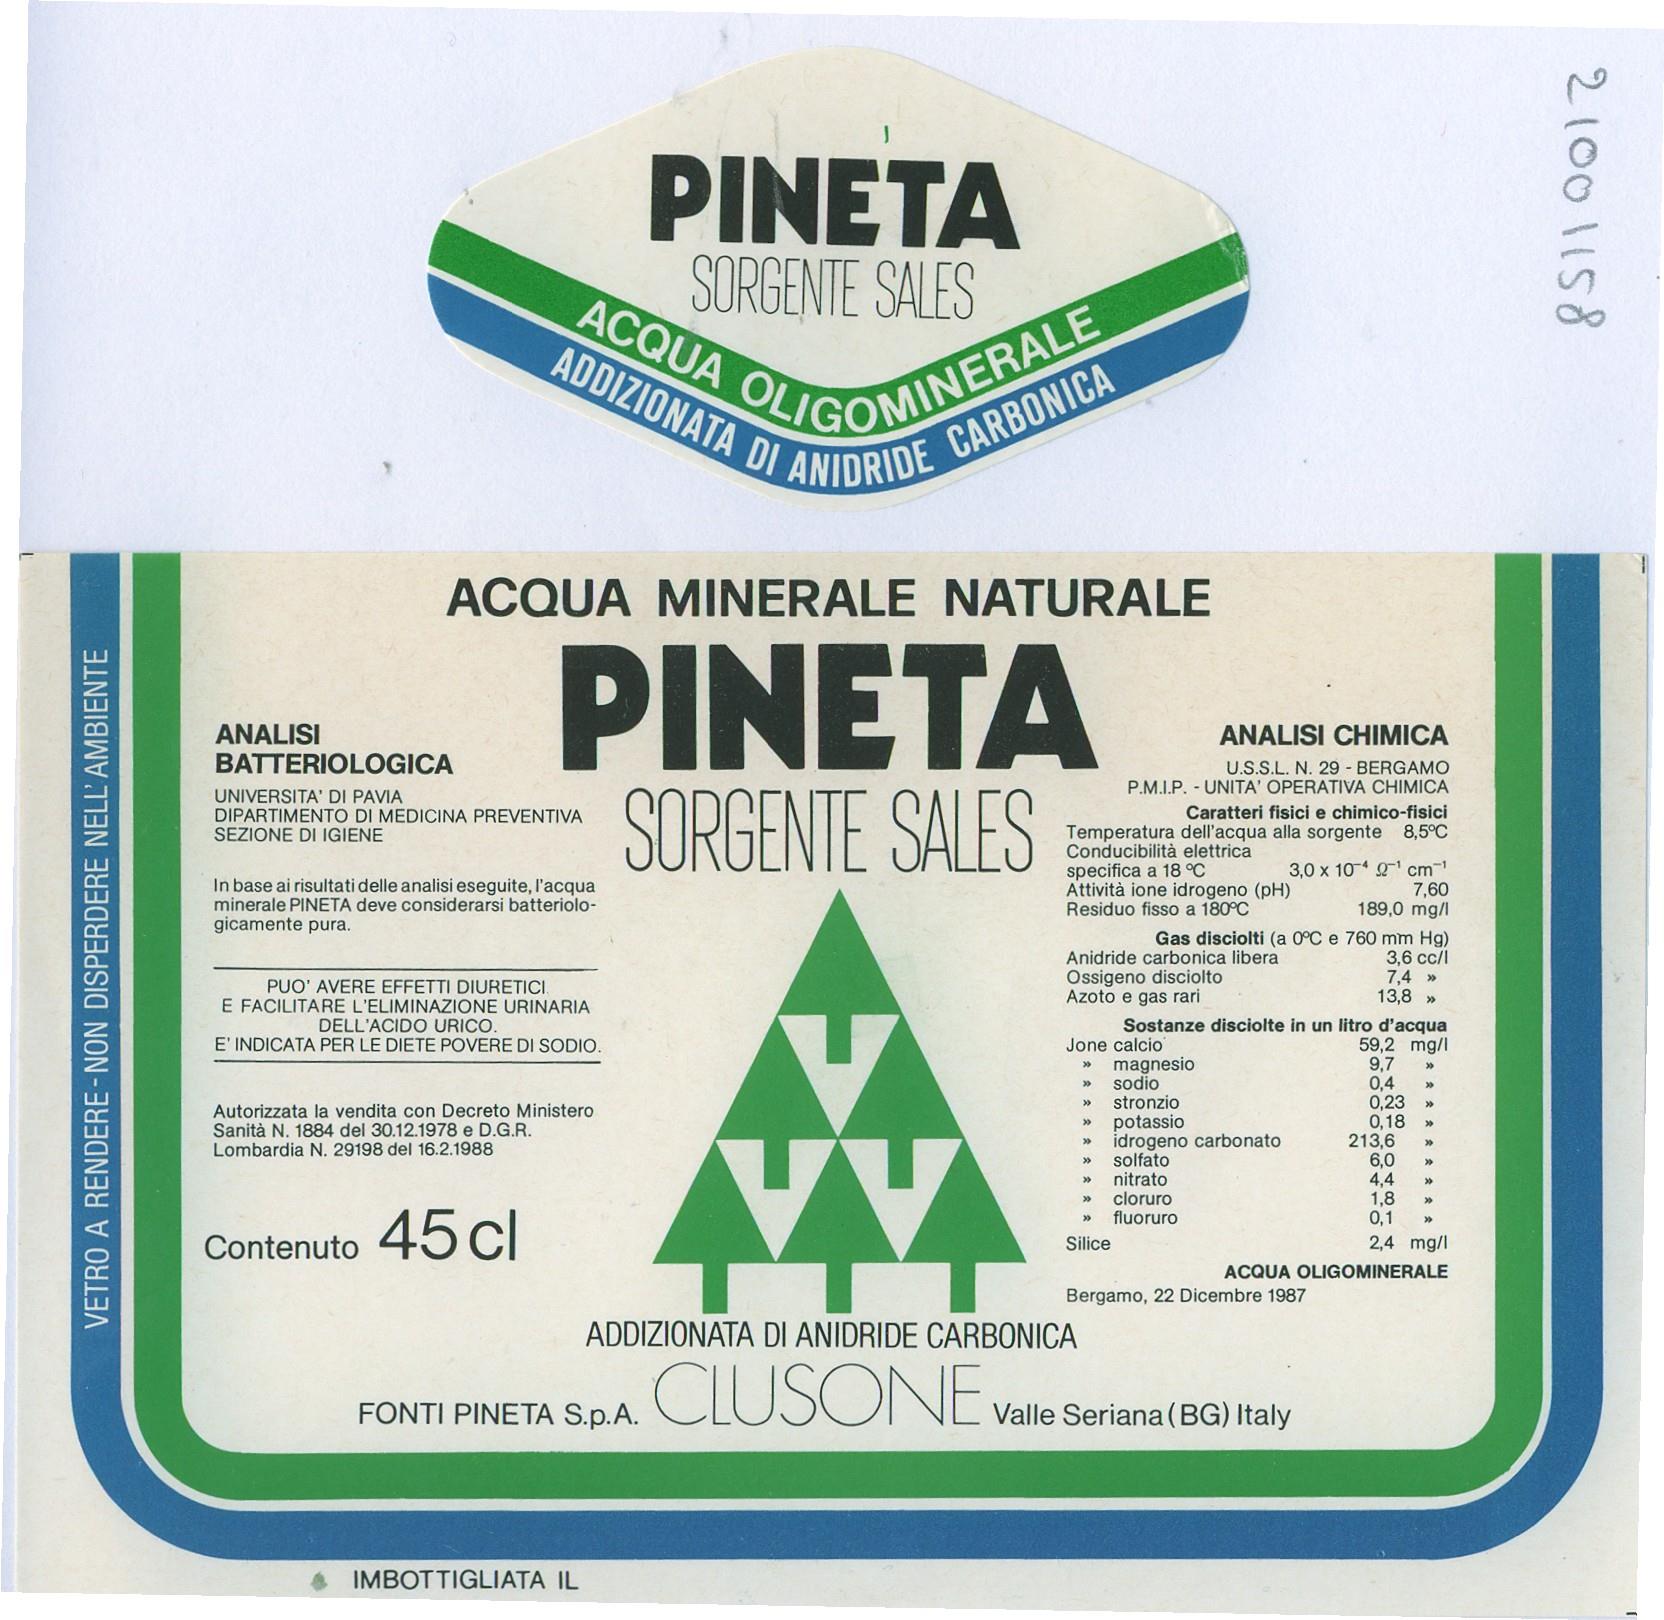 PINETA
SORGENTE SALES
ACQUA OLIGOMINERALE
ADDIZIONATA DI ANIDRIDE CARBONICA
21001158
ACQUA MINERALE NATURALE
PINETA
SORGENTE SALES
VETRO A RENDERE - NON DISPERDERE NELL'AMBIENTE
ANALISI
BATTERIOLOGICA
UNIVERSITA' DI PAVIA
DIPARTIMENTO DI MEDICINA PREVENTIVA
SEZIONE DI IGIENE
In base ai risultati delle analisi eseguite, l'acqua
minerale PINETA deve considerarsi batteriolo-
gicamente pura.
PUO' AVERE EFFETTI DIURETICI
E FACILITARE L'ELIMINAZIONE URINARIA
DELL'ACIDO URICO.
E' INDICATA PER LE DIETE POVERE DI SODIO.
Autorizzata la vendita con Decreto Ministero
Sanità N. 1884 del 30.12.1978 e D.G.R.
Lombardia N. 29198 del 16.2.1988
Contenuto 45 cl
ANALISI CHIMICA
U.S.S.L. N. 29 - BERGAMO
P.M.I.P. - UNITA' OPERATIVA CHIMICA
Caratteri fisici e chimico-fisici
Temperatura dell'acqua alla sorgente 8,5ºC
Conducibilità elettrica
specifica a 18 ºC 3,0 x 10⁻⁴ Ω⁻¹ cm⁻¹
Attività ione idrogeno (pH) 7,60
Residuo fisso a 180ºC 189,0 mg/l
Gas disciolti (a 0ºC e 760 mm Hg)
Anidride carbonica libera 3,6 cc/l
Ossigeno disciolto 7,4 »
Azoto e gas rari 13,8 »
Sostanze disciolte in un litro d'acqua
Jone calcio 59,2 mg/l
» magnesio 9,7 »
» sodio 0,4 »
» stronzio 0,23 »
» potassio 0,18 »
» idrogeno carbonato 213,6 »
» solfato 6,0 »
» nitrato 4,4 »
» cloruro 1,8 »
» fluoruro 0,1 »
Silice 2,4 mg/l
ACQUA OLIGOMINERALE
Bergamo, 22 Dicembre 1987
ADDIZIONATA DI ANIDRIDE CARBONICA
FONTI PINETA S.p.A. CLUSONE Valle Seriana (BG) Italy
IMBOTTIGLIATA IL